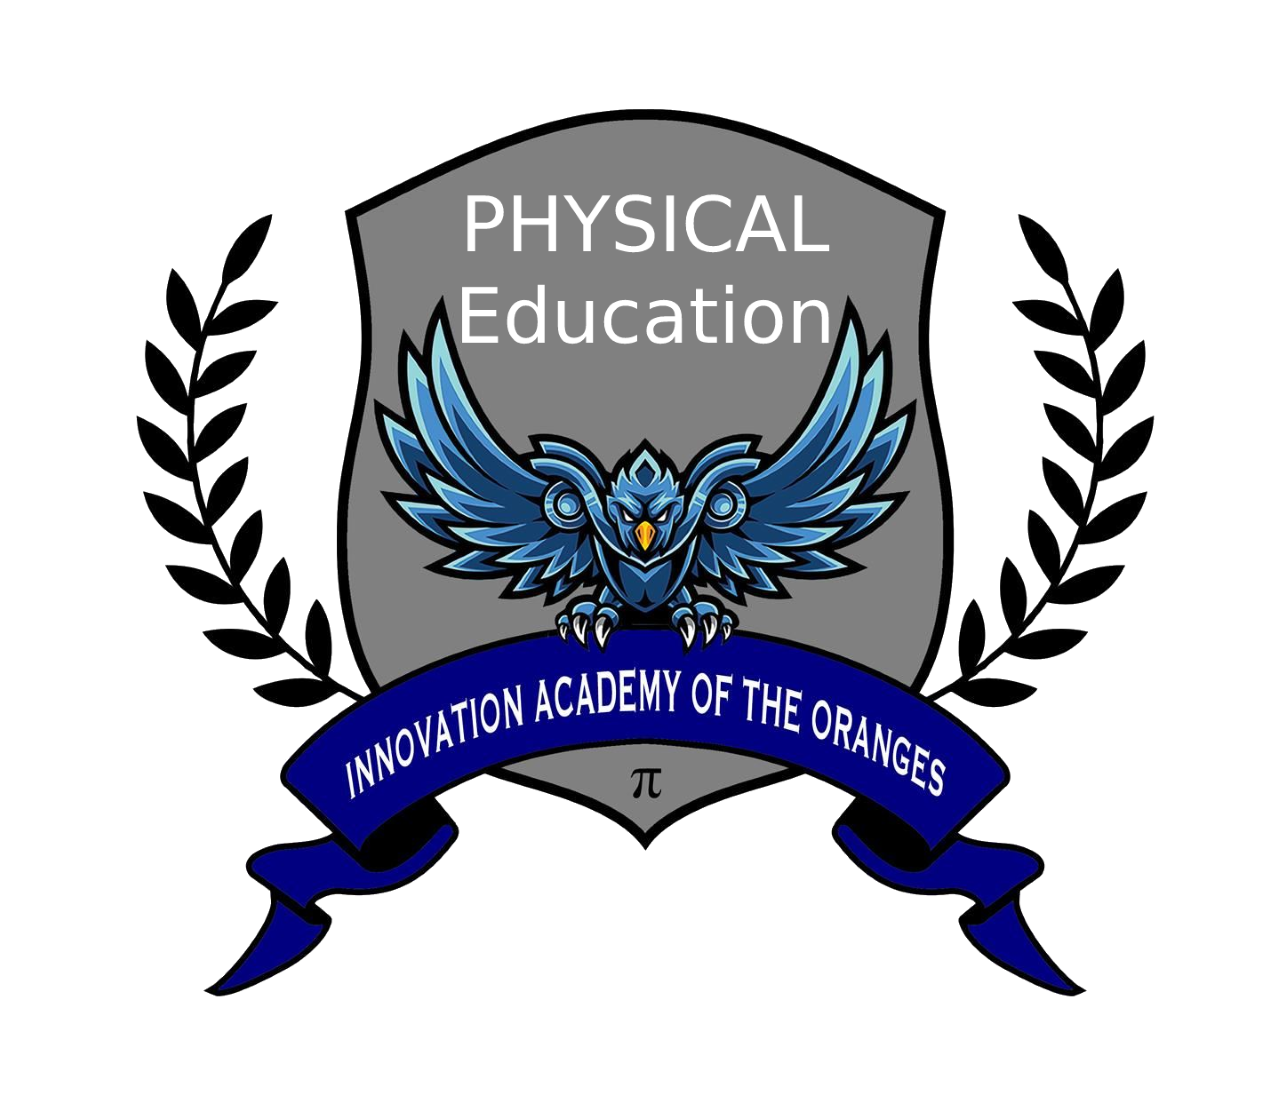 PHYSICAL
Education
INNOVATION ACADEMY OF THE ORANGES
π